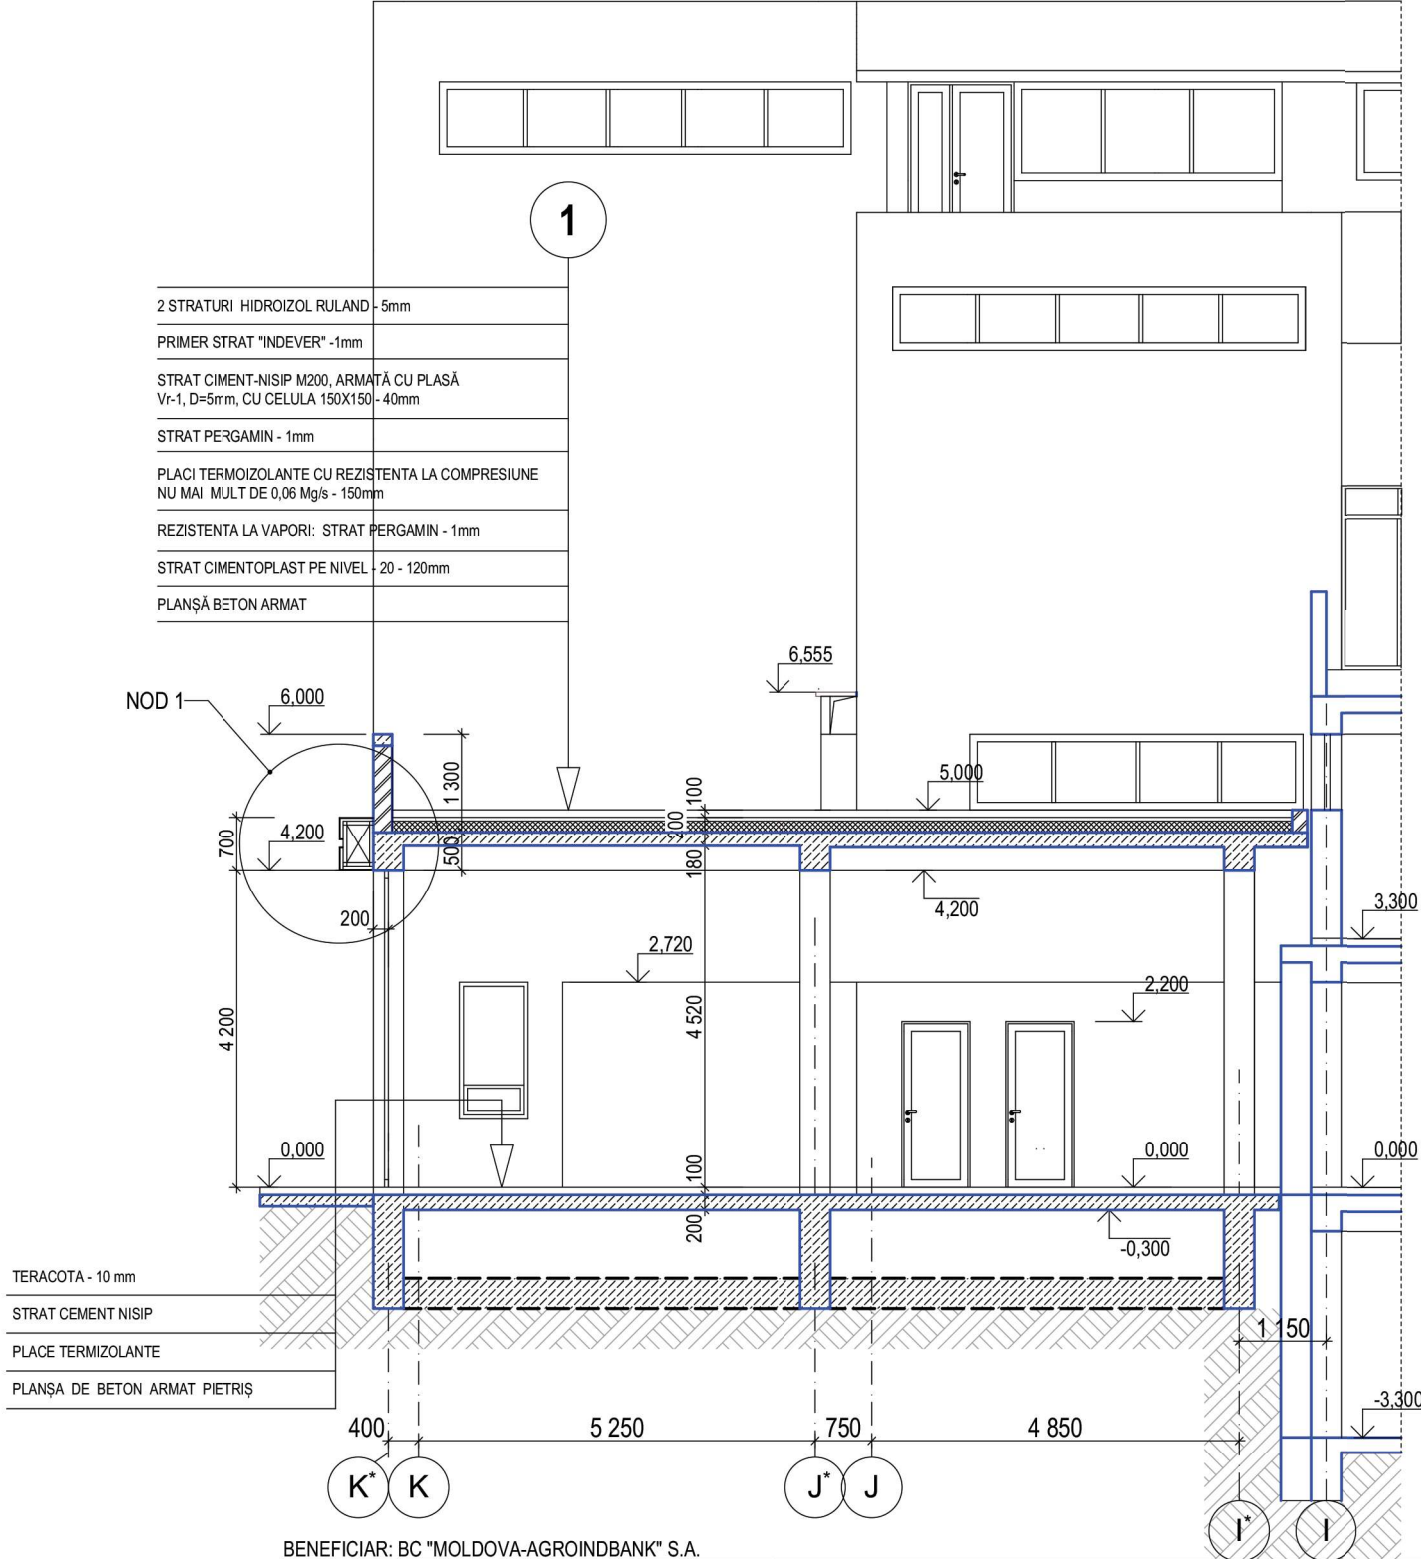 1
2 STRATURI HIDROIZOL RULAND - 5mm
PRIMER STRAT "INDEVER" -1mm
STRAT CIMENT-NISIP M200, ARMATĂ CU PLASĂ
Vr-1, D=5mm, CU CELULA 150X150 - 40mm
STRAT PERGAMIN - 1mm
PLACI TERMOIZOLANTE CU REZISTENTA LA COMPRESIUNE
NU MAI MULT DE 0,06 Mg/s - 150mm
REZISTENTA LA VAPORI: STRAT PERGAMIN - 1mm
STRAT CIMENTOPLAST PE NIVEL - 20 - 120mm
PLANȘĂ BETON ARMAT
6,555
NOD 1
6,000
5,000
1 300
100
700
4,200
500
200
180
4,200
3,300
200
2,720
2,200
4 200
4 520
0,000
100
0,000
0,000
200
-0,300
TERACOTA - 10 mm
STRAT CEMENT NISIP
PLACE TERMIZOLANTE
PLANȘA DE BETON ARMAT PIETRIȘ
1 150
-3,300
400
5 250
750
4 850
K*
K
J*
J
I*
I
BENEFICIAR: BC "MOLDOVA-AGROINDBANK" S.A.